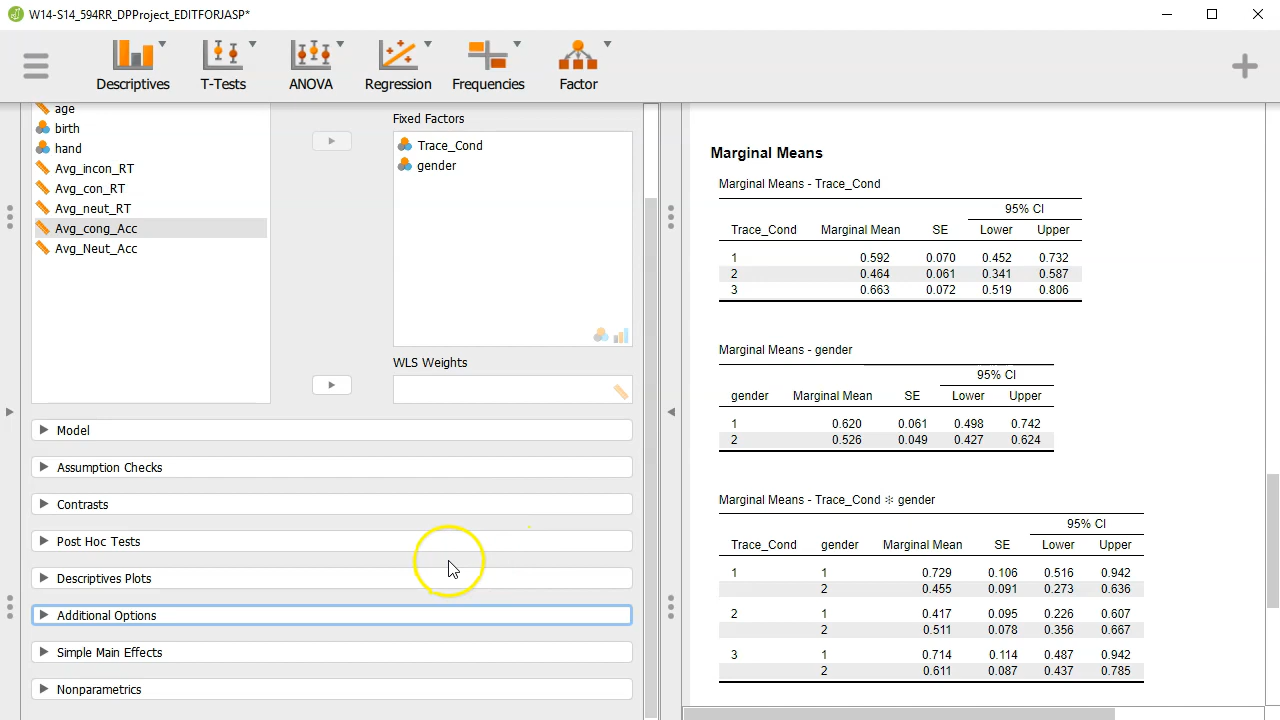 W14-S14_594RR_DPProject_EDITFORJASP*
Descriptives T-Tests ANOVA Regression Frequencies Factor
age
birth
hand
Avg_incon_RT
Avg_con_RT
Avg_neut_RT
Avg_cong_Acc
Avg_Neut_Acc
Fixed Factors
Trace_Cond
gender
WLS Weights
Model
Assumption Checks
Contrasts
Post Hoc Tests
Descriptives Plots
Additional Options
Simple Main Effects
Nonparametrics
Marginal Means
Marginal Means - Trace_Cond
95% CI
Trace_Cond Marginal Mean SE Lower Upper
1 0.592 0.070 0.452 0.732
2 0.464 0.061 0.341 0.587
3 0.663 0.072 0.519 0.806
Marginal Means - gender
95% CI
gender Marginal Mean SE Lower Upper
1 0.620 0.061 0.498 0.742
2 0.526 0.049 0.427 0.624
Marginal Means - Trace_Cond ✻ gender
95% CI
Trace_Cond gender Marginal Mean SE Lower Upper
1 1 0.729 0.106 0.516 0.942
2 0.455 0.091 0.273 0.636
2 1 0.417 0.095 0.226 0.607
2 0.511 0.078 0.356 0.667
3 1 0.714 0.114 0.487 0.942
2 0.611 0.087 0.437 0.785